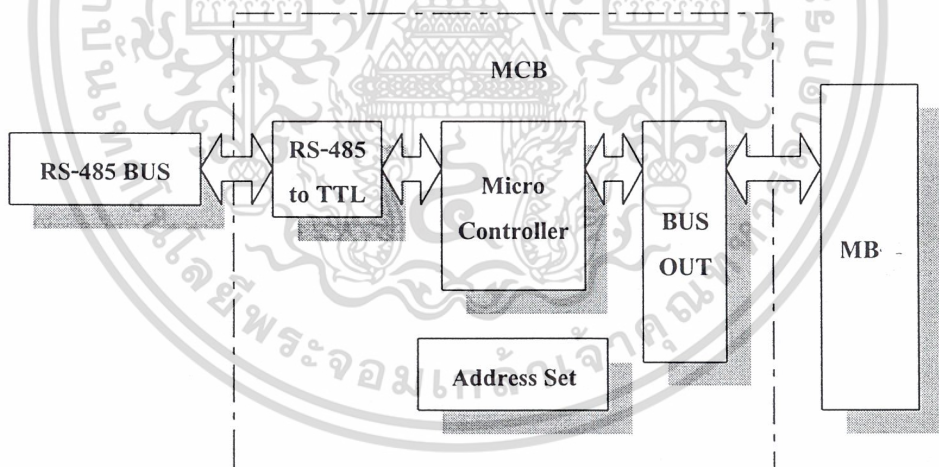 MCB
RS-485 BUS
RS-485
to TTL
Micro
Controller
BUS
OUT
MB
Address Set